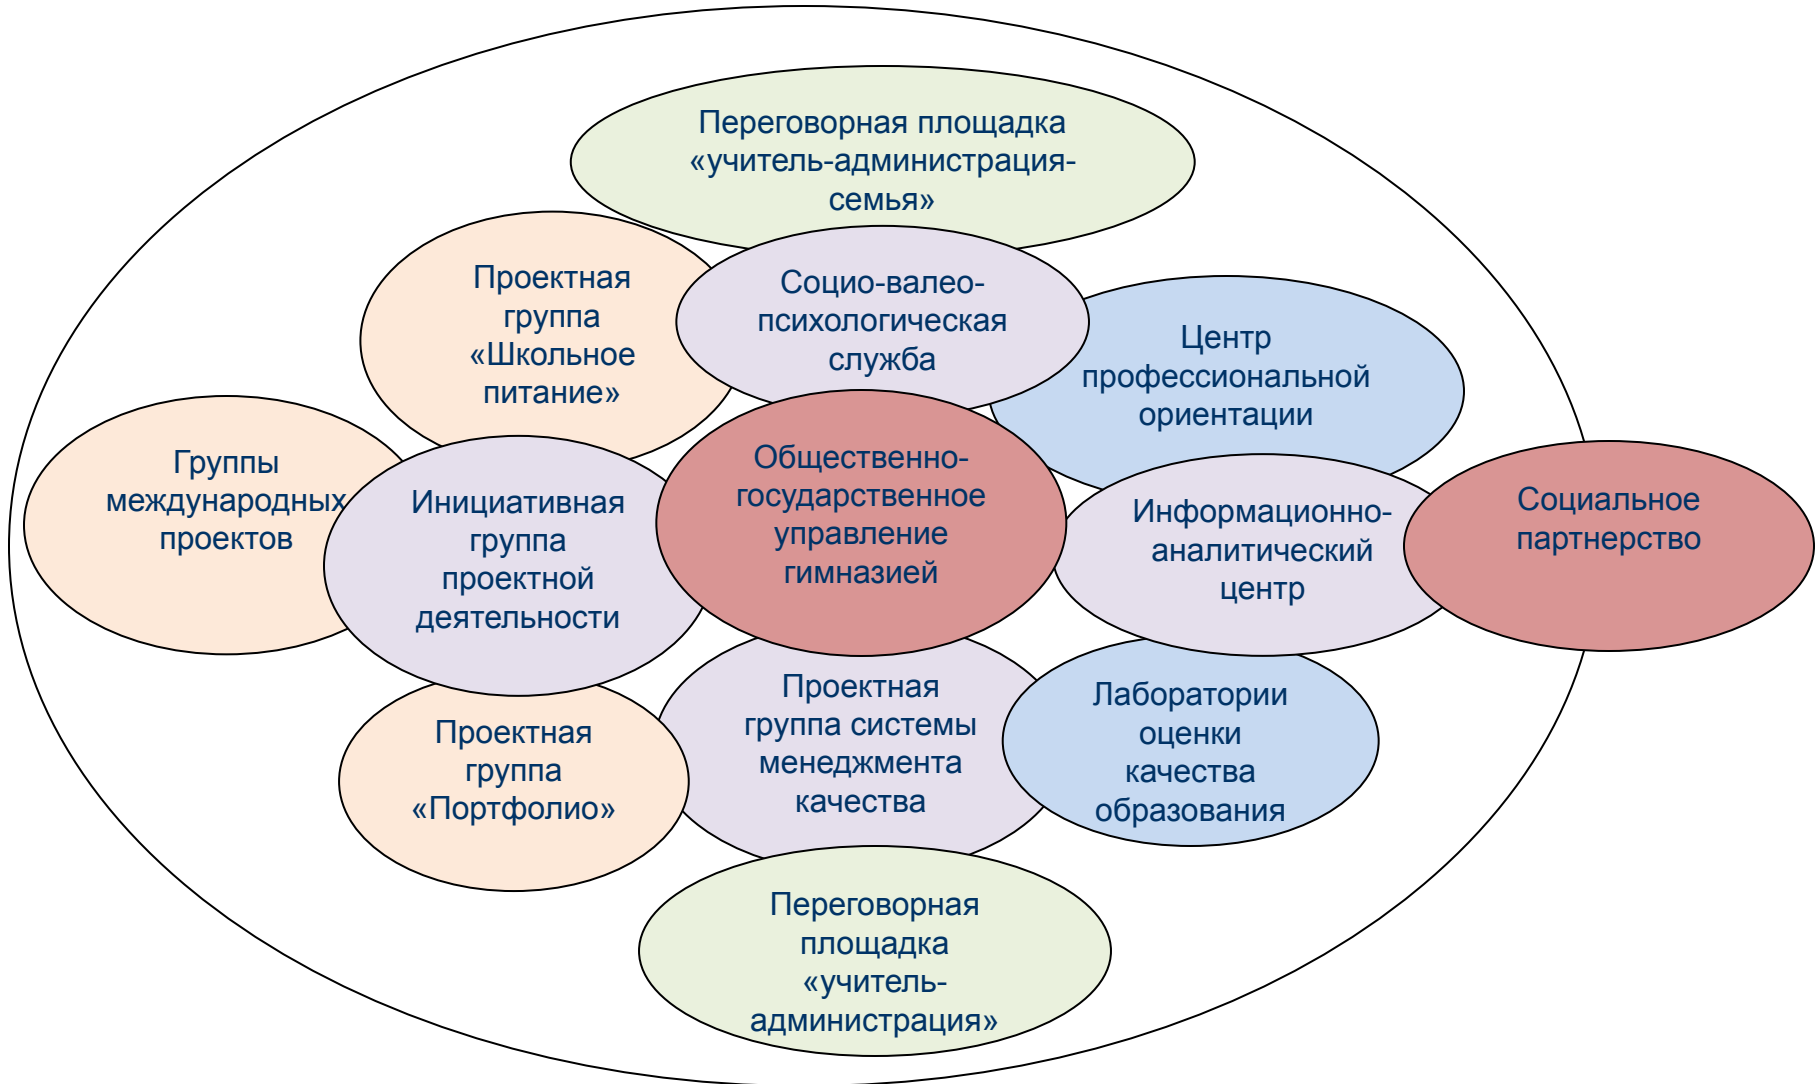 Переговорная площадка
«учитель-администрация-
семья»
Проектная
группа
«Школьное
питание»
Социо-валео-
психологическая
служба
Центр
профессиональной
ориентации
Группы
международных
проектов
Инициативная
группа
проектной
деятельности
Общественно-
государственное
управление
гимназией
Информационно-
аналитический
центр
Социальное
партнерство
Проектная
группа
«Портфолио»
Проектная
группа системы
менеджмента
качества
Лаборатории
оценки
качества
образования
Переговорная
площадка
«учитель-
администрация»